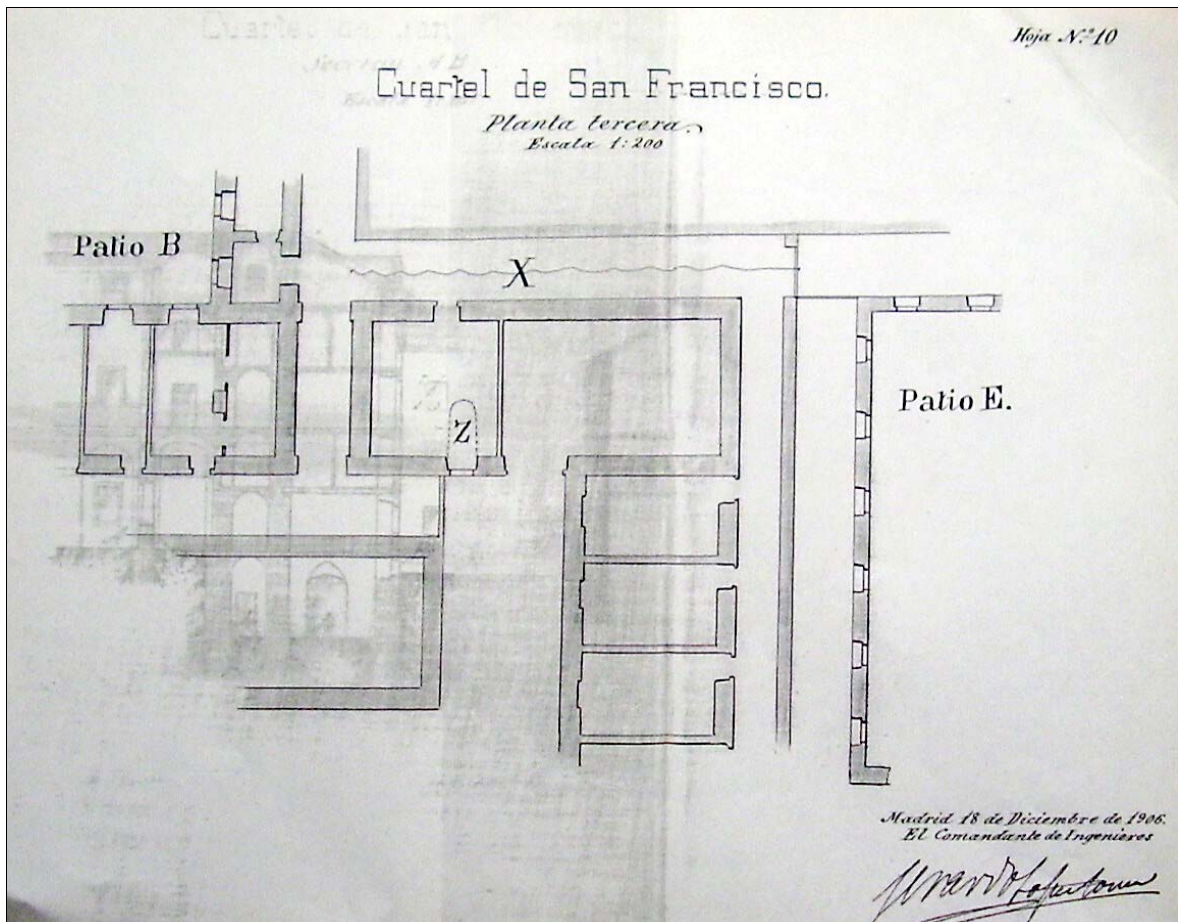 Hoja N.º 10
Cuartel de San Francisco.
Planta tercera.
Escala 1:200
Patio B
X
Patio E.
Z
Madrid 18 de Diciembre de 1906.
El Comandante de Ingenieros